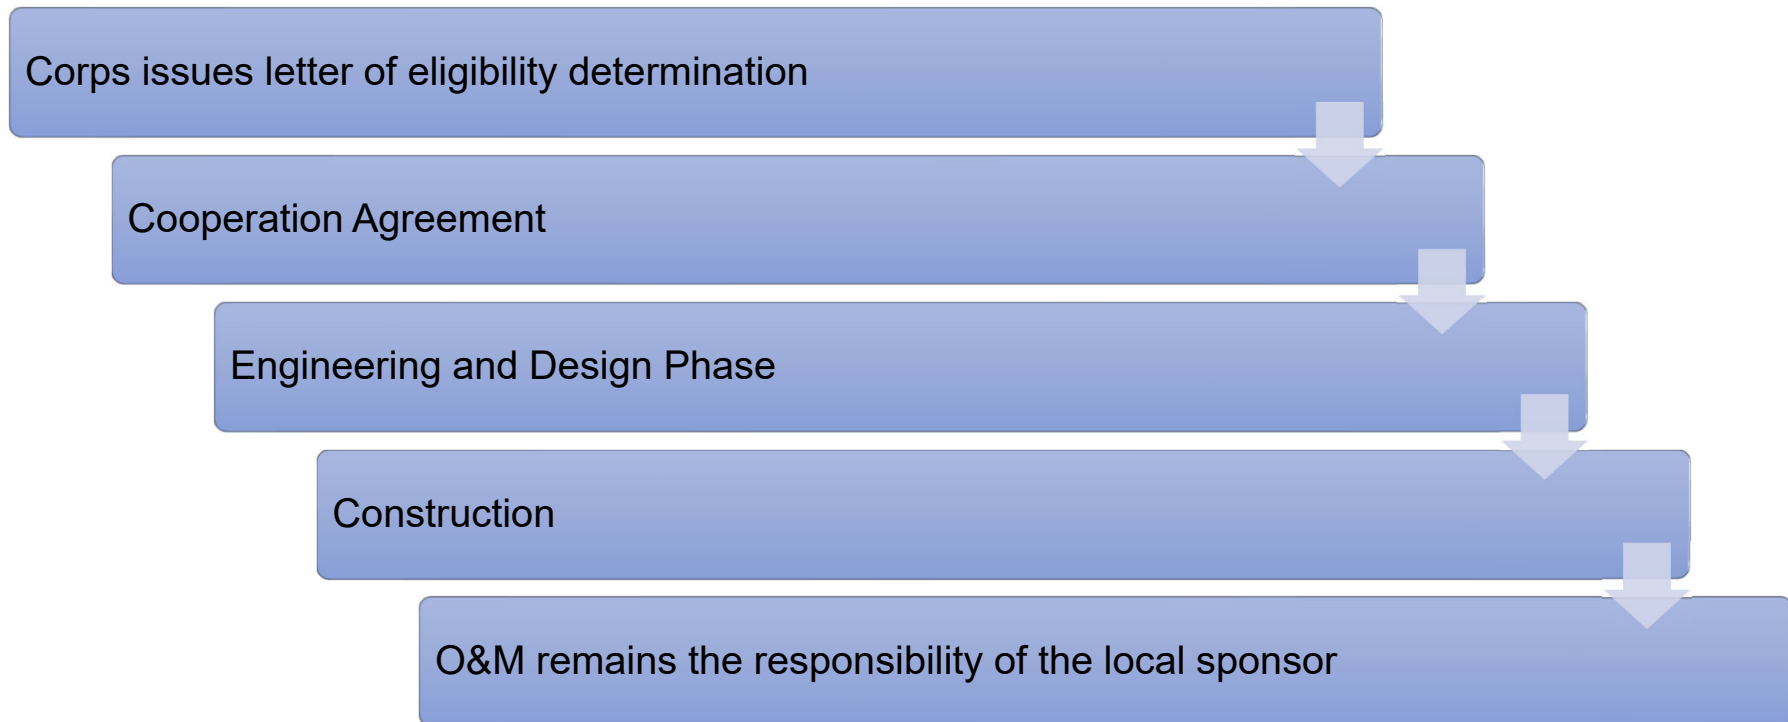 Corps issues letter of eligibility determination
Cooperation Agreement
Engineering and Design Phase
Construction
O&M remains the responsibility of the local sponsor